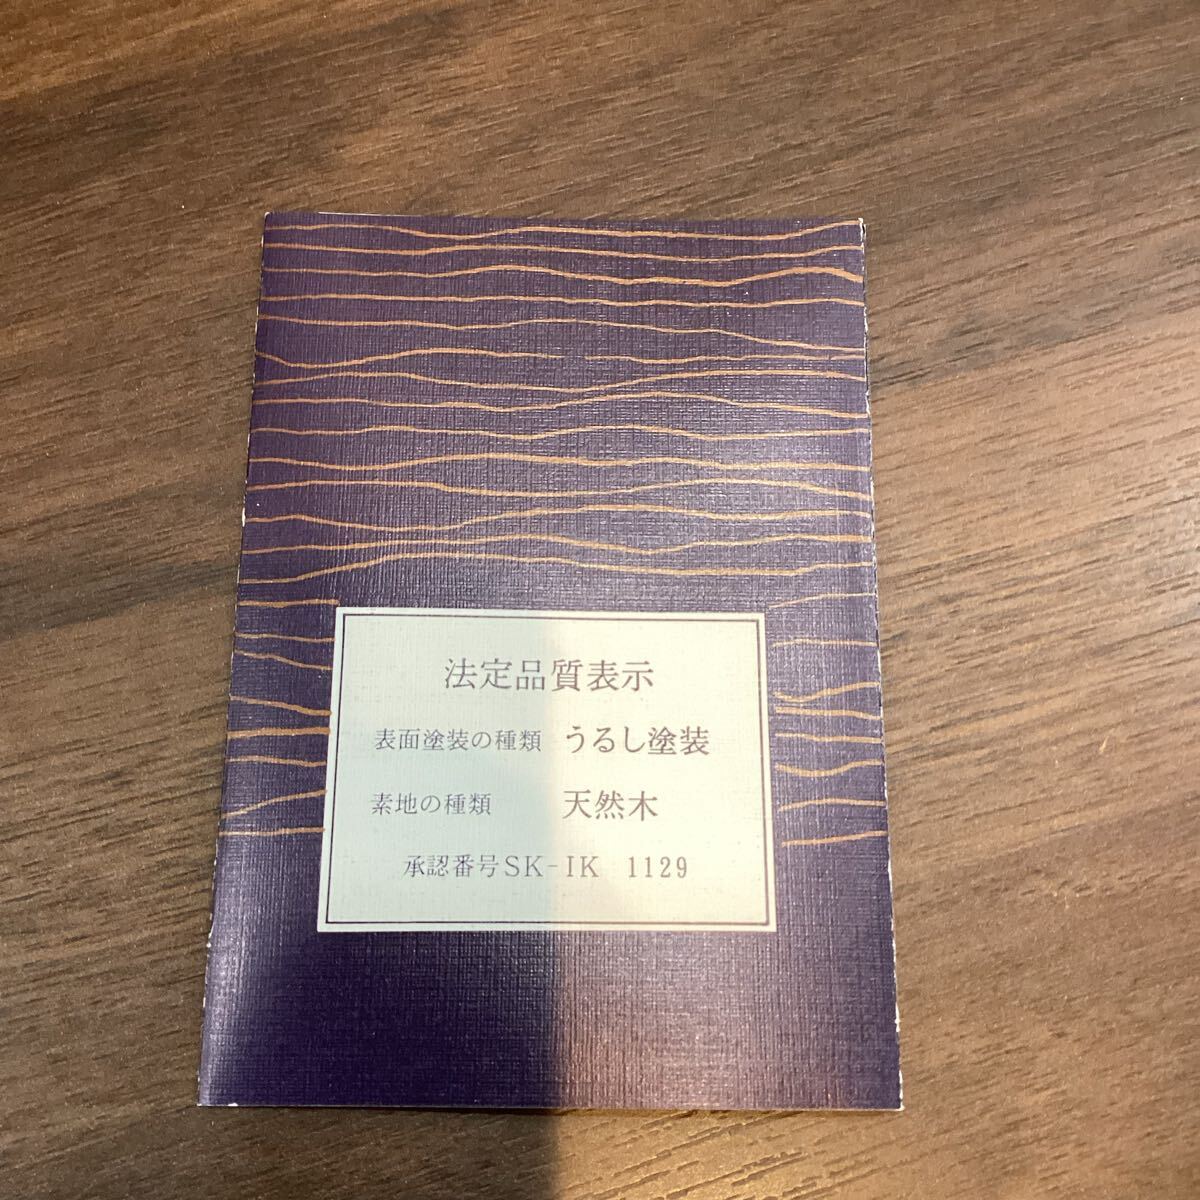 法定品質表示
表面塗装の種類 うるし塗装
素地の種類 天然木
承認番号SK-IK 1129